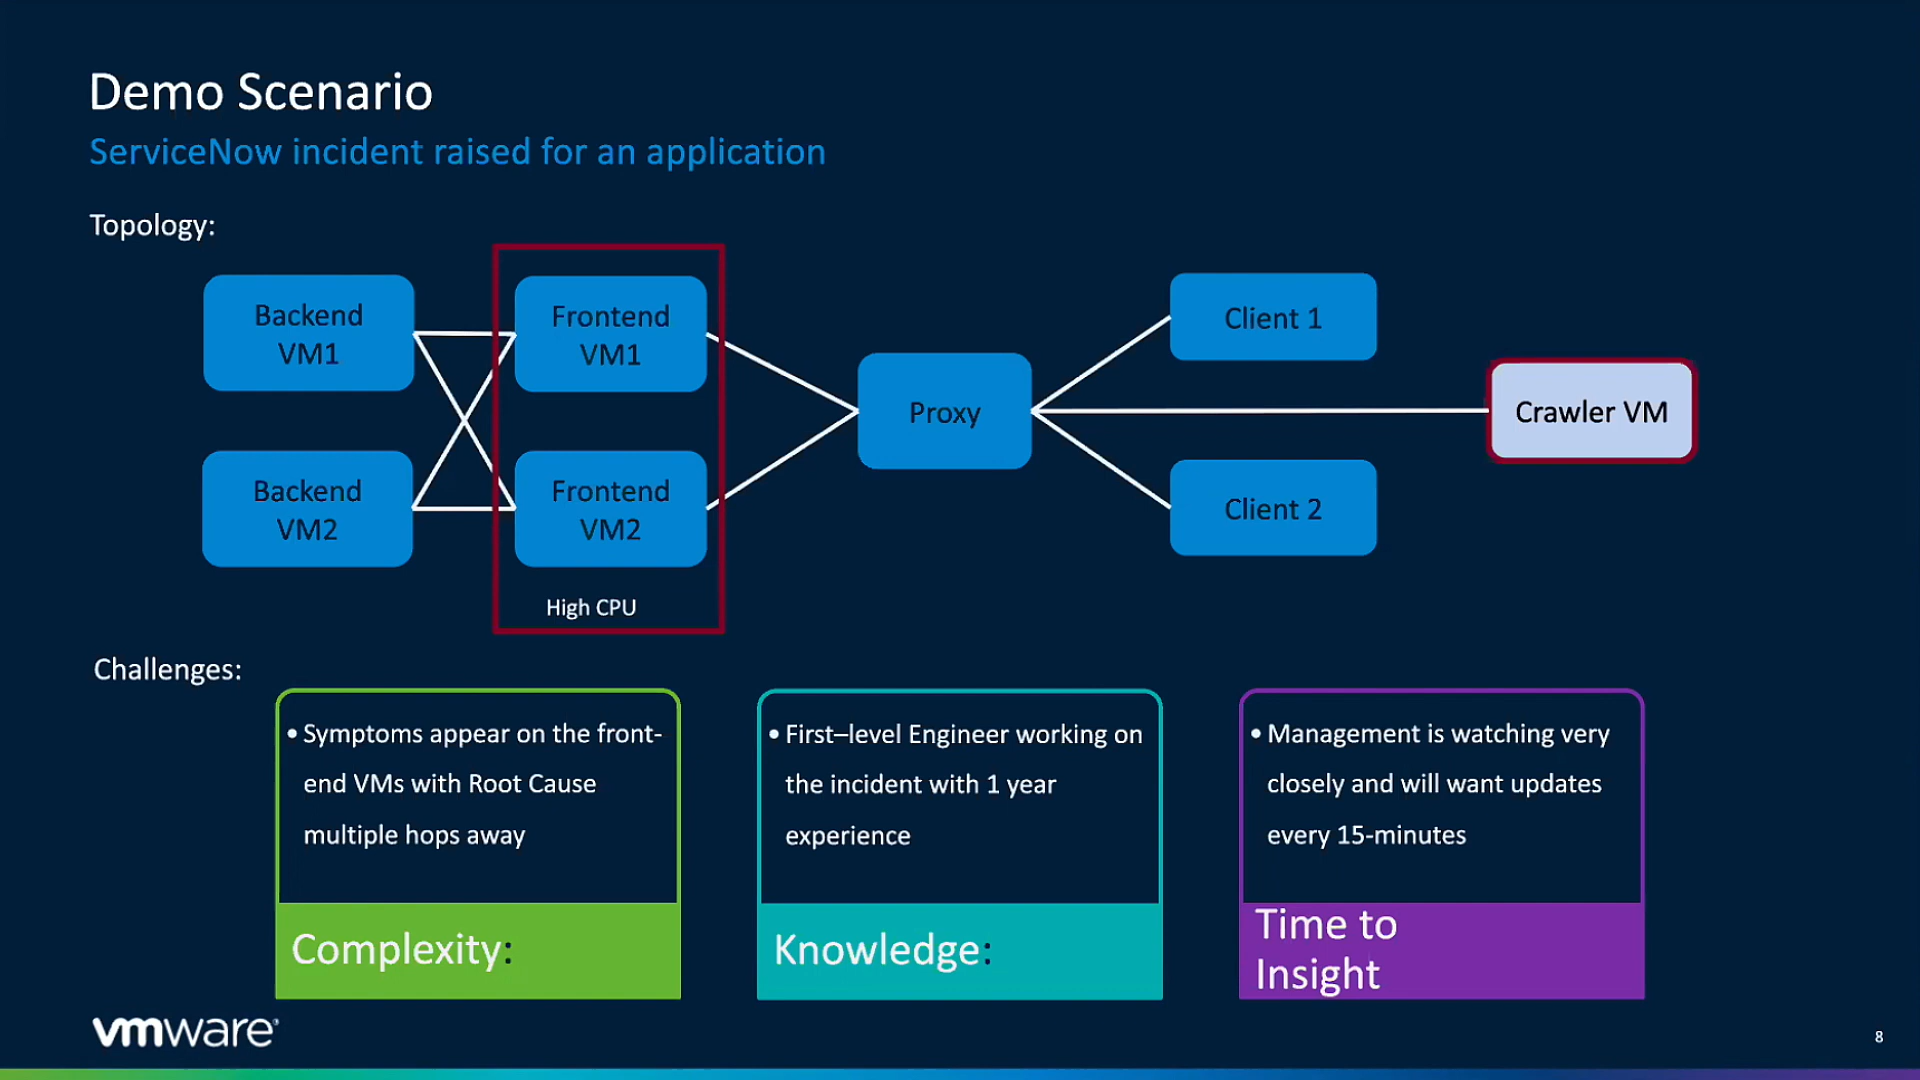 Demo Scenario
ServiceNow incident raised for an application
Topology:
Backend
VM1
Frontend
VM1
Client 1
Proxy
Crawler VM
Backend
VM2
Frontend
VM2
Client 2
High CPU
Challenges:
• Symptoms appear on the front-
end VMs with Root Cause
multiple hops away
Complexity:
• First–level Engineer working on
the incident with 1 year
experience
Knowledge:
• Management is watching very
closely and will want updates
every 15-minutes
Time to
Insight
vmware®
8